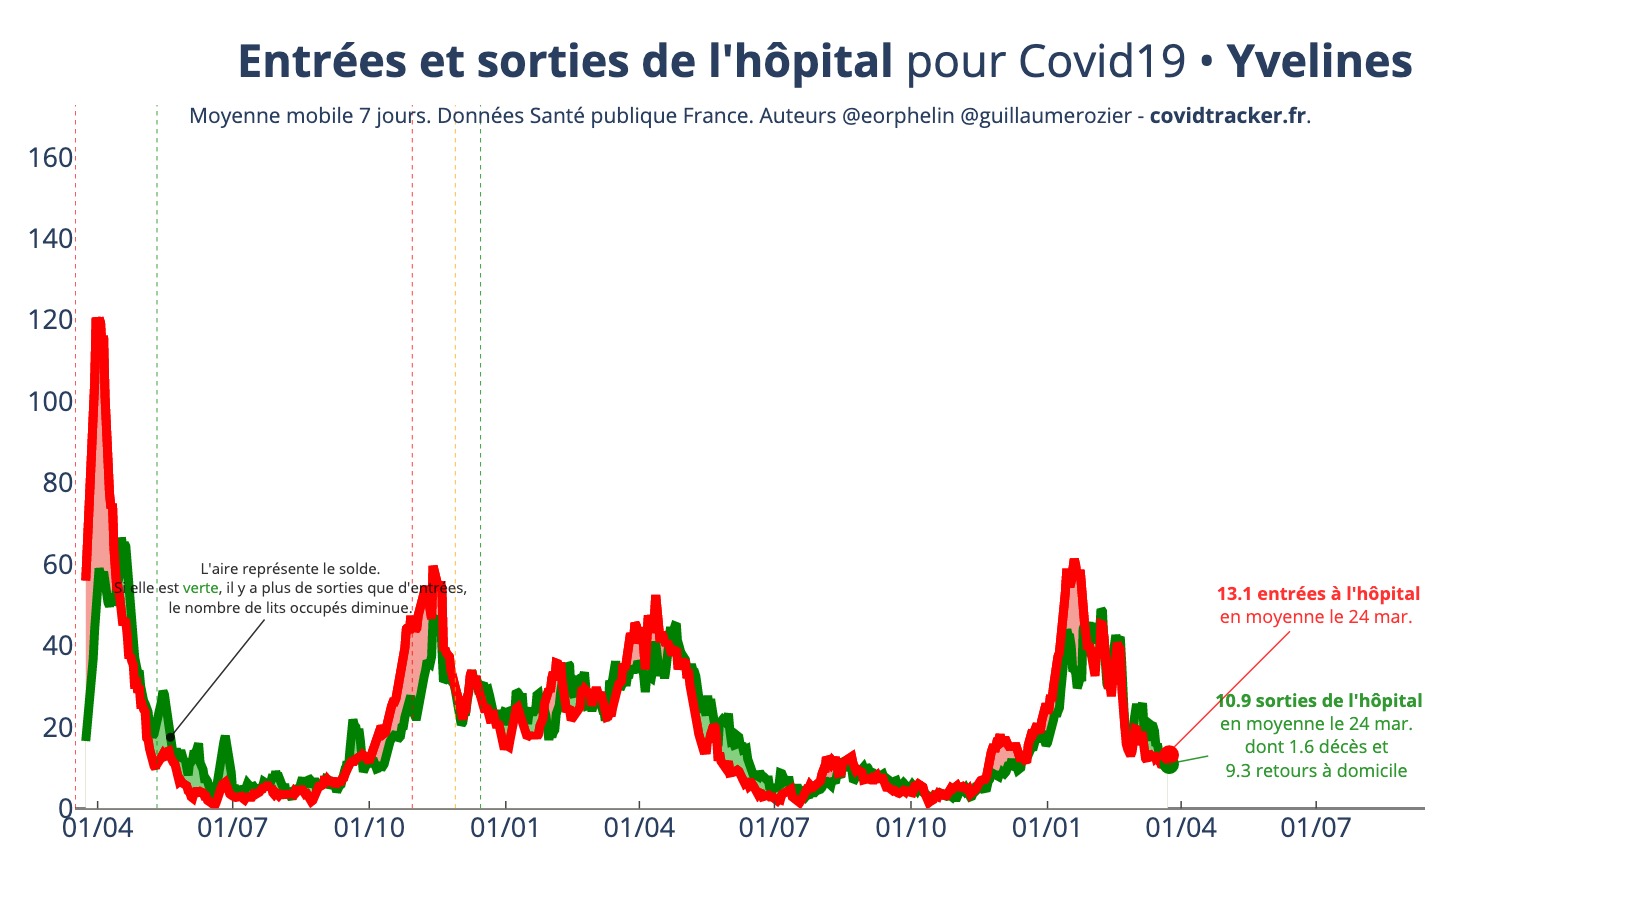 Entrées et sorties de l'hôpital pour Covid19 • Yvelines
Moyenne mobile 7 jours. Données Santé publique France. Auteurs @eorphelin @guillaumerozier - covidtracker.fr.
160
140
120
100
80
60
40
20
0
L'aire représente le solde.
Si elle est verte, il y a plus de sorties que d'entrées,
le nombre de lits occupés diminue.
13.1 entrées à l'hôpital
en moyenne le 24 mar.
10.9 sorties de l'hôpital
en moyenne le 24 mar.
dont 1.6 décès et
9.3 retours à domicile
01/04 01/07 01/10 01/01 01/04 01/07 01/10 01/01 01/04 01/07